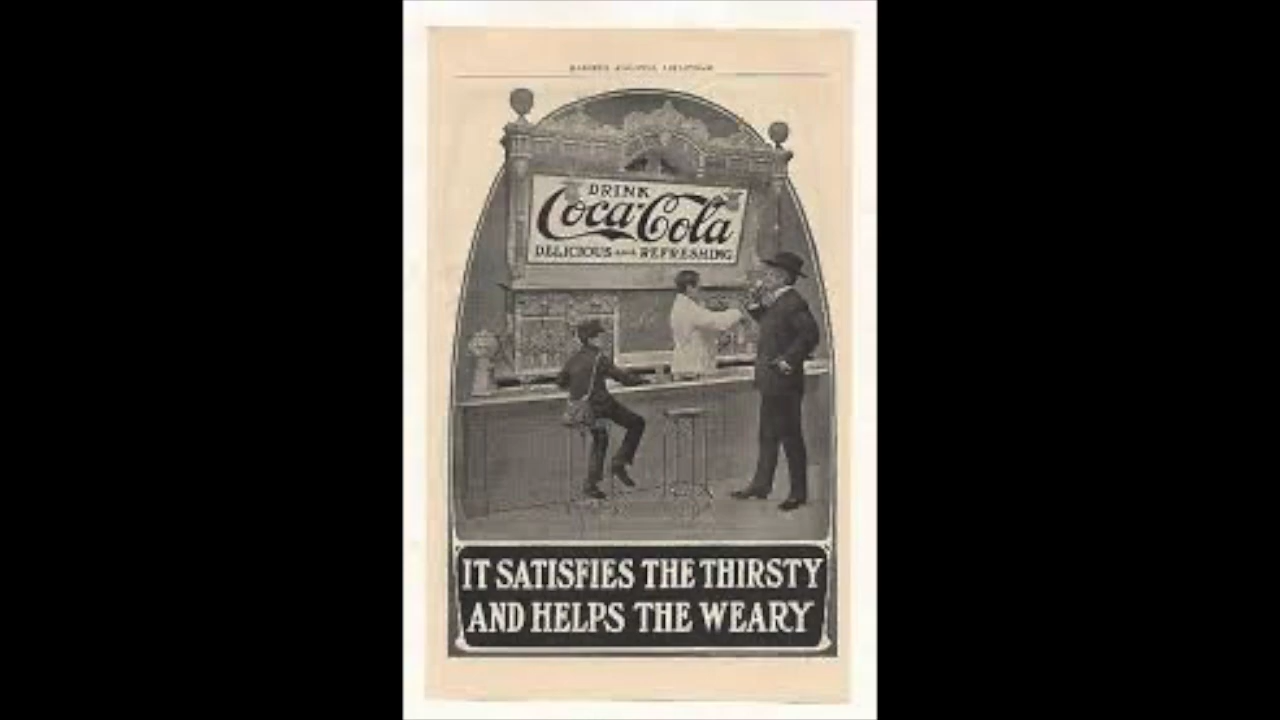 DRINK
Coca-Cola
DELICIOUS AND REFRESHING
IT SATISFIES THE THIRSTY
AND HELPS THE WEARY